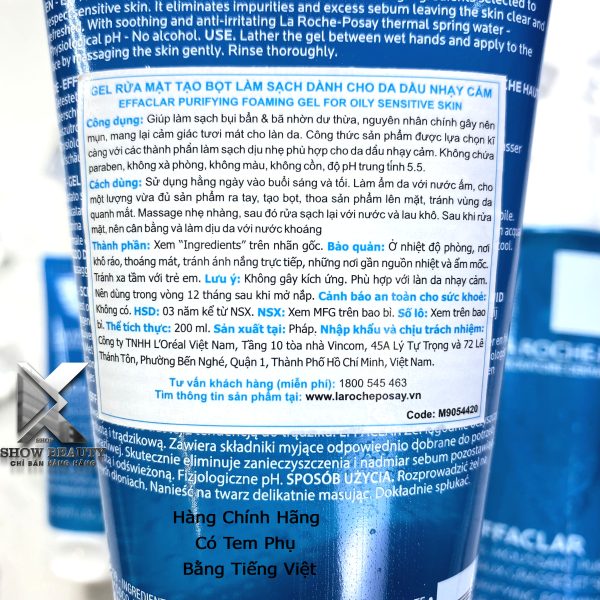 sensitive skin. It eliminates impurities and excess sebum leaving the skin clear and
refreshed. With soothing and anti-irritating La Roche-Posay thermal spring water -
Physiological pH - No alcohol. USE. Lather the gel between wet hands and apply to the
by massaging the skin gently. Rinse thoroughly.
GEL RỬA MẶT TẠO BỌT LÀM SẠCH DÀNH CHO DA DẦU NHẠY CẢM
EFFACLAR PURIFYING FOAMING GEL FOR OILY SENSITIVE SKIN
Công dụng: Giúp làm sạch bụi bẩn & bã nhờn dư thừa, nguyên nhân chính gây nên
mụn, mang lại cảm giác tươi mát cho làn da. Công thức sản phẩm được lựa chọn kĩ
càng với các thành phần làm sạch dịu nhẹ phù hợp cho da dầu nhạy cảm. Không chứa
paraben, không xà phòng, không màu, không cồn, độ pH trung tính 5.5.
Cách dùng: Sử dụng hằng ngày vào buổi sáng và tối. Làm ẩm da với nước ấm, cho
một lượng vừa đủ sản phẩm ra tay, tạo bọt, thoa sản phẩm lên mặt, tránh vùng da
quanh mắt. Massage nhẹ nhàng, sau đó rửa sạch lại với nước và lau khô. Sau khi rửa
mặt, nên cân bằng và làm dịu da với nước khoáng
Thành phần: Xem "Ingredients" trên nhãn gốc. Bảo quản: Ở nhiệt độ phòng, nơi
khô ráo, thoáng mát, tránh ánh nắng trực tiếp, những nơi gần nguồn nhiệt và ẩm mốc.
Tránh xa tầm với trẻ em. Lưu ý: Không gây kích ứng. Phù hợp với làn da nhạy cảm.
Nên dùng trong vòng 12 tháng sau khi mở nắp. Cảnh báo an toàn cho sức khoẻ:
Không có. HSD: 03 năm kể từ NSX. NSX: Xem MFG trên bao bì. Số lô: Xem trên bao
bì. Thể tích thực: 200 ml. Sản xuất tại: Pháp. Nhập khẩu và chịu trách nhiệm:
Công ty TNHH L'Oréal Việt Nam, Tầng 10 tòa nhà Vincom, 45A Lý Tự Trọng và 72 Lê
Thánh Tôn, Phường Bến Nghé, Quận 1, Thành Phố Hồ Chí Minh, Việt Nam.
Tư vấn khách hàng (miễn phí): 1800 545 463
Tìm thông tin sản phẩm tại: www.larocheposay.vn
Code: M9054420
LA ROCHE
SHOP
SHOW BEAUTY
CHỈ BÁN HÀNG HÃNG
trądzikową. Zawiera składniki myjące odpowiednio dobrane do potrzeb
Skutecznie eliminuje zanieczyszczenia i nadmiar sebum pozostawiając
odświeżoną. Fizjologiczne pH. SPOSÓB UŻYCIA. Rozprowadzić żel na
dłoniach. Nanieść na twarz delikatnie masując. Dokładnie spłukać.
EFFACLAR
Hàng Chính Hãng
Có Tem Phụ
Bằng Tiếng Việt